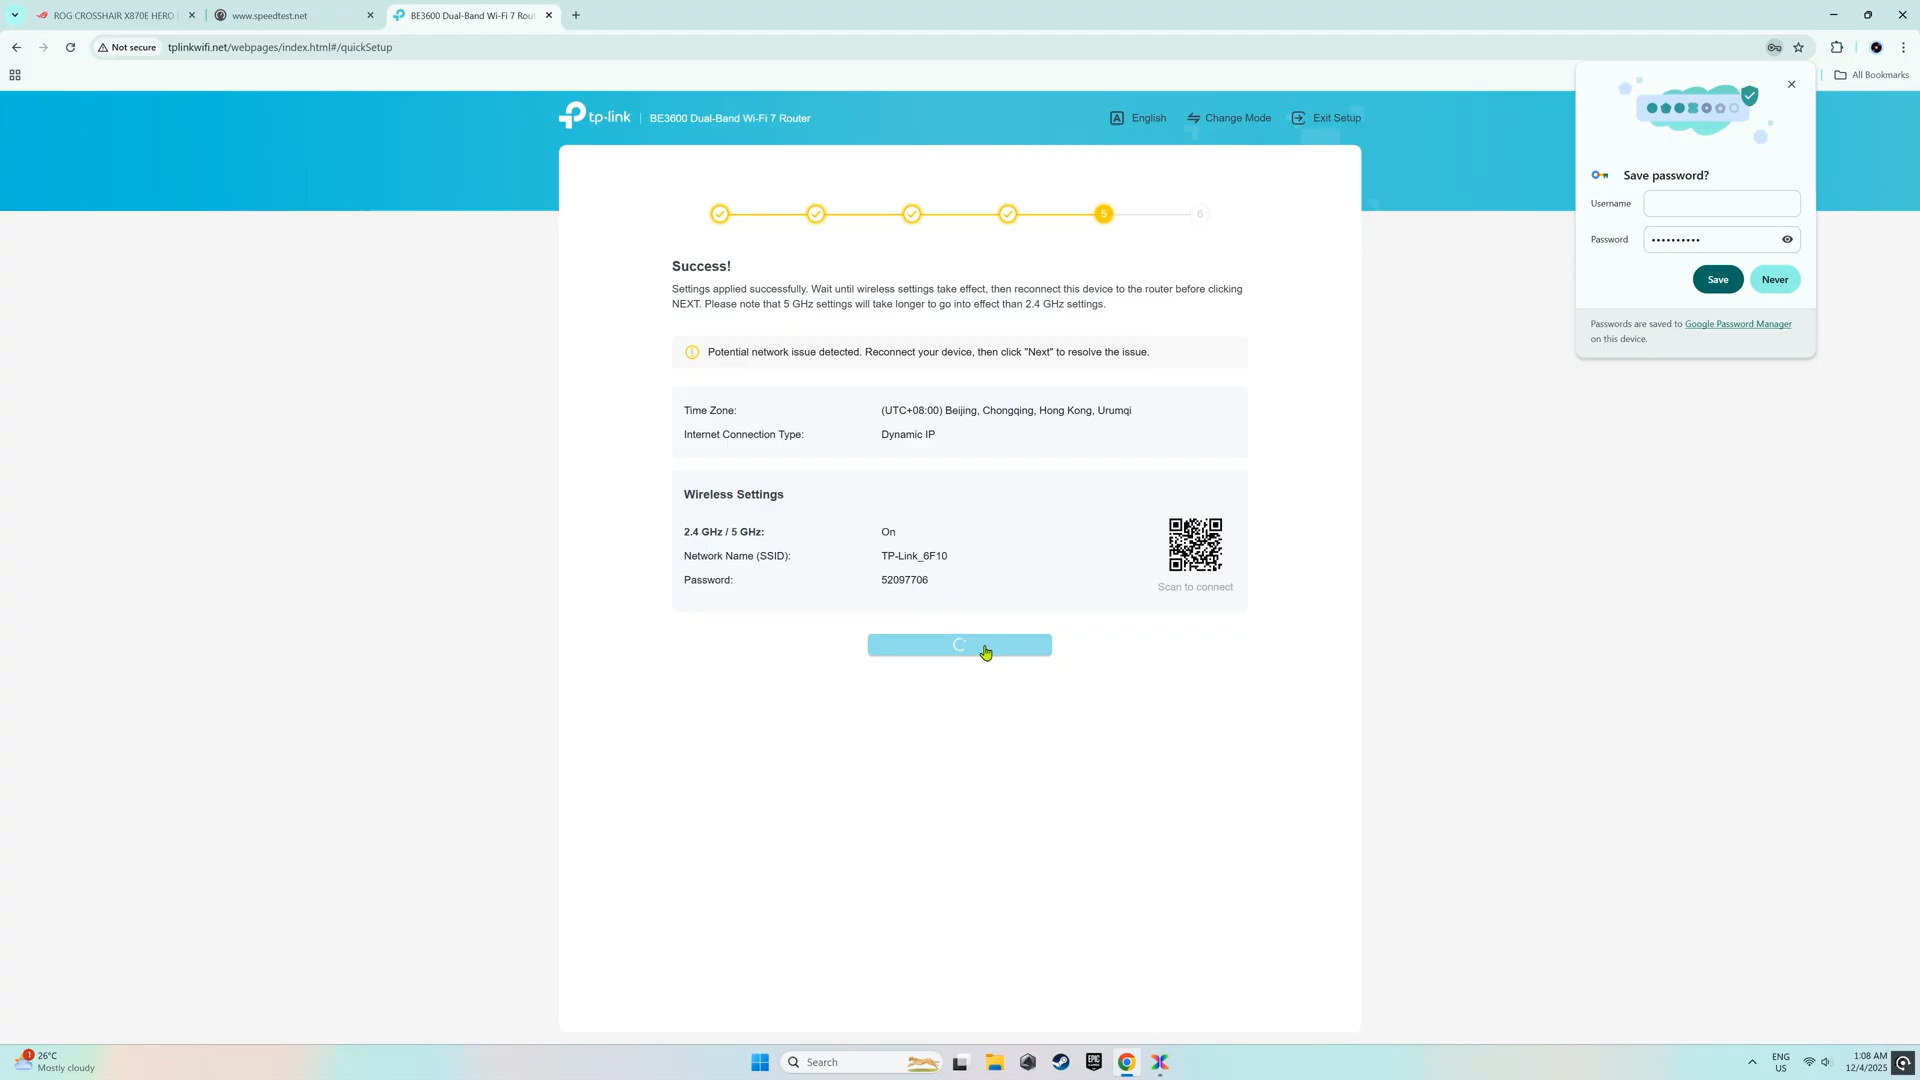 ROG CROSSHAIR X870E HERO
www.speedtest.net
BE3600 Dual-Band Wi-Fi 7 Rou
Not secure
tplinkwifi.net/webpages/index.html#/quickSetup
All Bookmarks
tp-link
BE3600 Dual-Band Wi-Fi 7 Router
English
Change Mode
Exit Setup
Save password?
Username
Password
••••••••••
Save
Never
Passwords are saved to Google Password Manager
on this device.
5
6
Success!
Settings applied successfully. Wait until wireless settings take effect, then reconnect this device to the router before clicking
NEXT. Please note that 5 GHz settings will take longer to go into effect than 2.4 GHz settings.
Potential network issue detected. Reconnect your device, then click "Next" to resolve the issue.
Time Zone: (UTC+08:00) Beijing, Chongqing, Hong Kong, Urumqi
Internet Connection Type: Dynamic IP
Wireless Settings
2.4 GHz / 5 GHz: On
Network Name (SSID): TP-Link_6F10
Password: 52097706
Scan to connect
1
26°C
Mostly cloudy
Search
EPIC
ENG
US
1:08 AM
12/4/2025